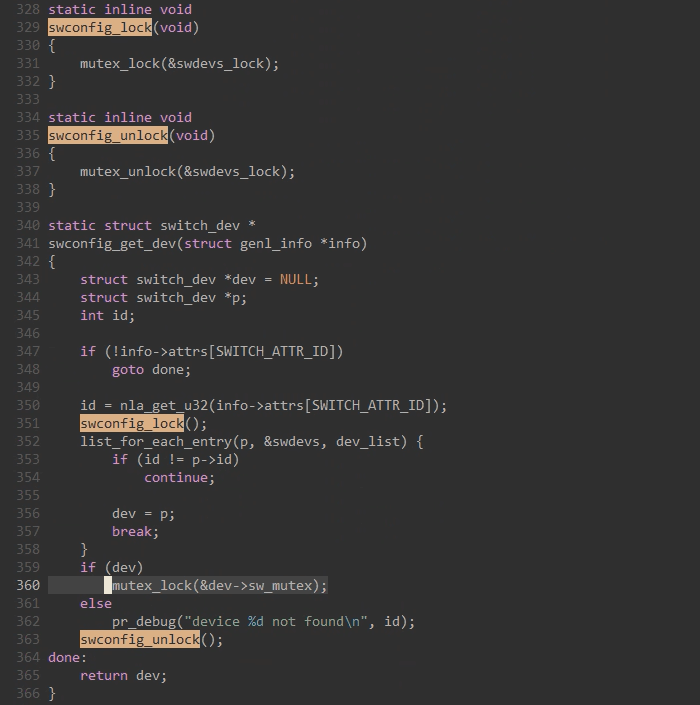 328 static inline void
329 swconfig_lock(void)
330 {
331     mutex_lock(&swdevs_lock);
332 }
333
334 static inline void
335 swconfig_unlock(void)
336 {
337     mutex_unlock(&swdevs_lock);
338 }
339
340 static struct switch_dev *
341 swconfig_get_dev(struct genl_info *info)
342 {
343     struct switch_dev *dev = NULL;
344     struct switch_dev *p;
345     int id;
346
347     if (!info->attrs[SWITCH_ATTR_ID])
348         goto done;
349
350     id = nla_get_u32(info->attrs[SWITCH_ATTR_ID]);
351     swconfig_lock();
352     list_for_each_entry(p, &swdevs, dev_list) {
353         if (id != p->id)
354             continue;
355
356         dev = p;
357         break;
358     }
359     if (dev)
360         mutex_lock(&dev->sw_mutex);
361     else
362         pr_debug("device %d not found\n", id);
363     swconfig_unlock();
364 done:
365     return dev;
366 }